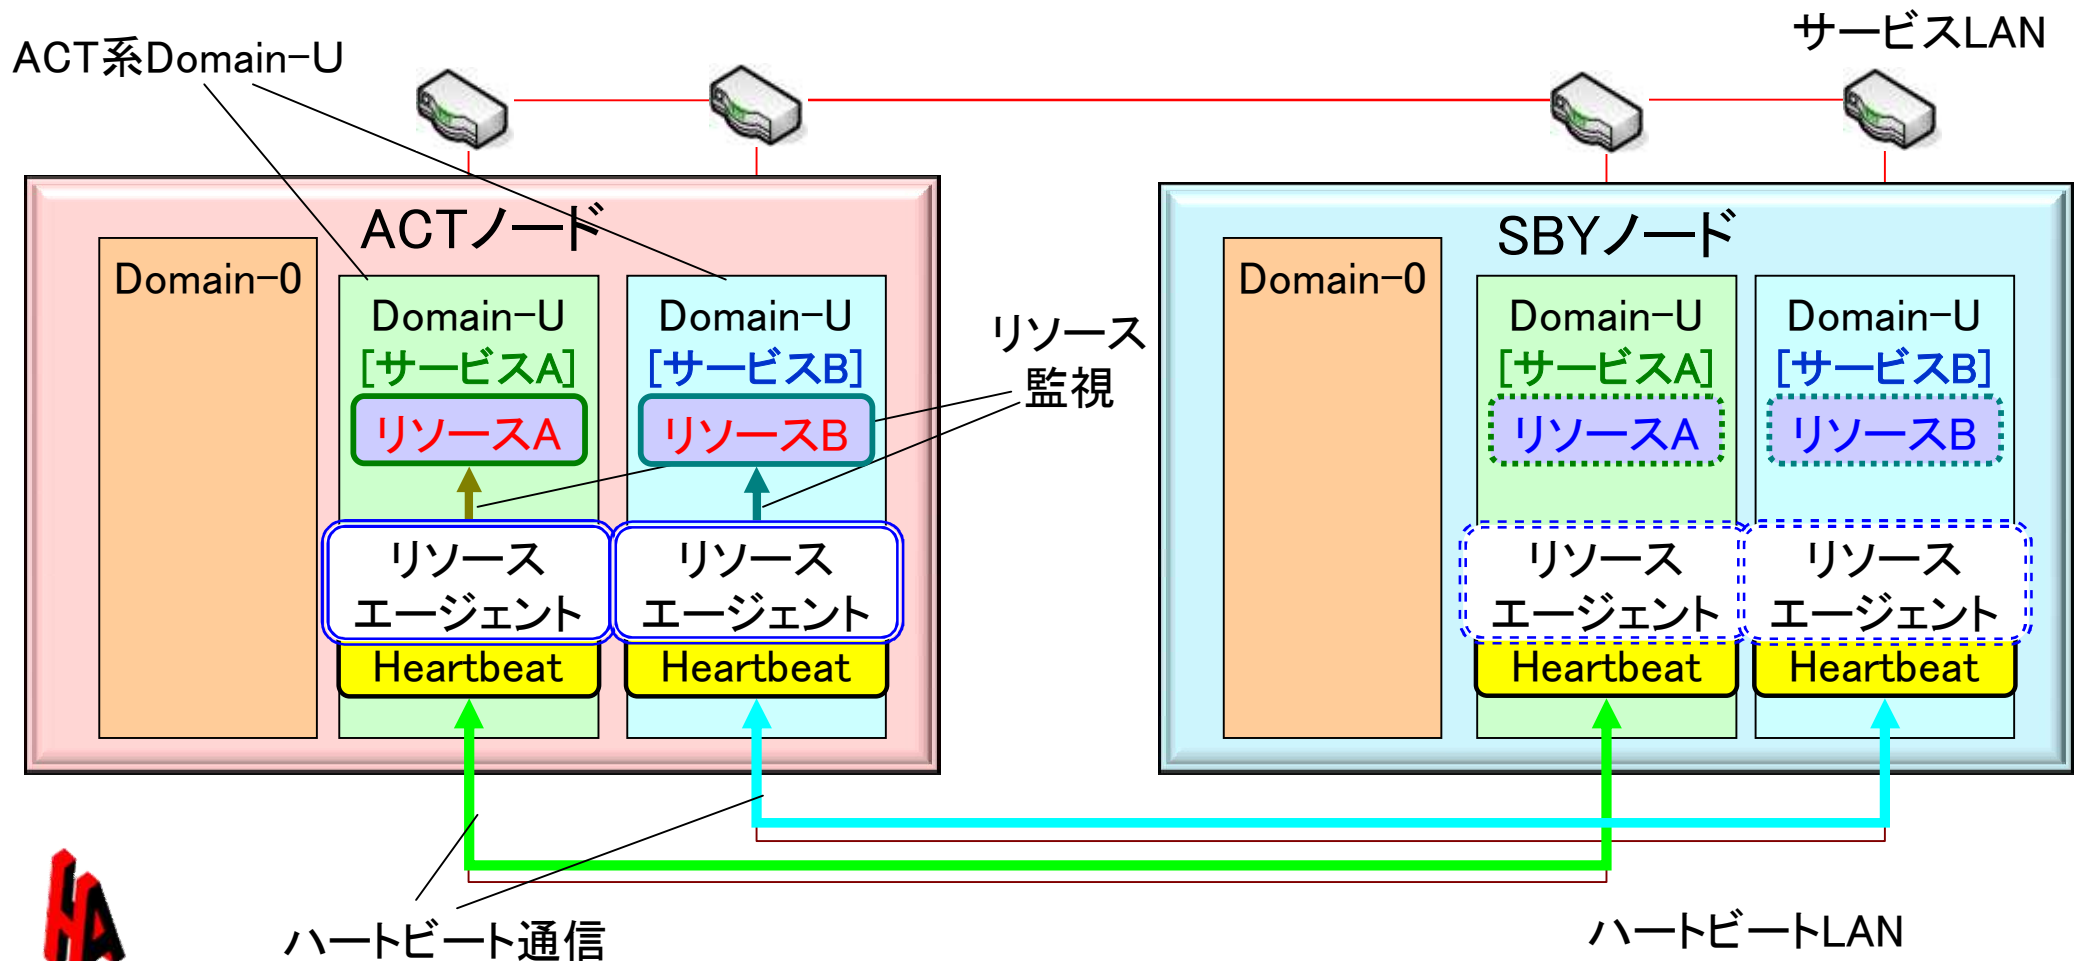 サービスLAN
ACT系Domain-U
ACTノード
SBYノード
Domain-0
Domain-U
[サービスA]
リソースA
リソース
エージェント
Heartbeat
Domain-U
[サービスB]
リソースB
リソース
エージェント
Heartbeat
リソース
監視
Domain-0
Domain-U
[サービスA]
リソースA
リソース
エージェント
Heartbeat
Domain-U
[サービスB]
リソースB
リソース
エージェント
Heartbeat
ハートビート通信
ハートビートLAN
HA